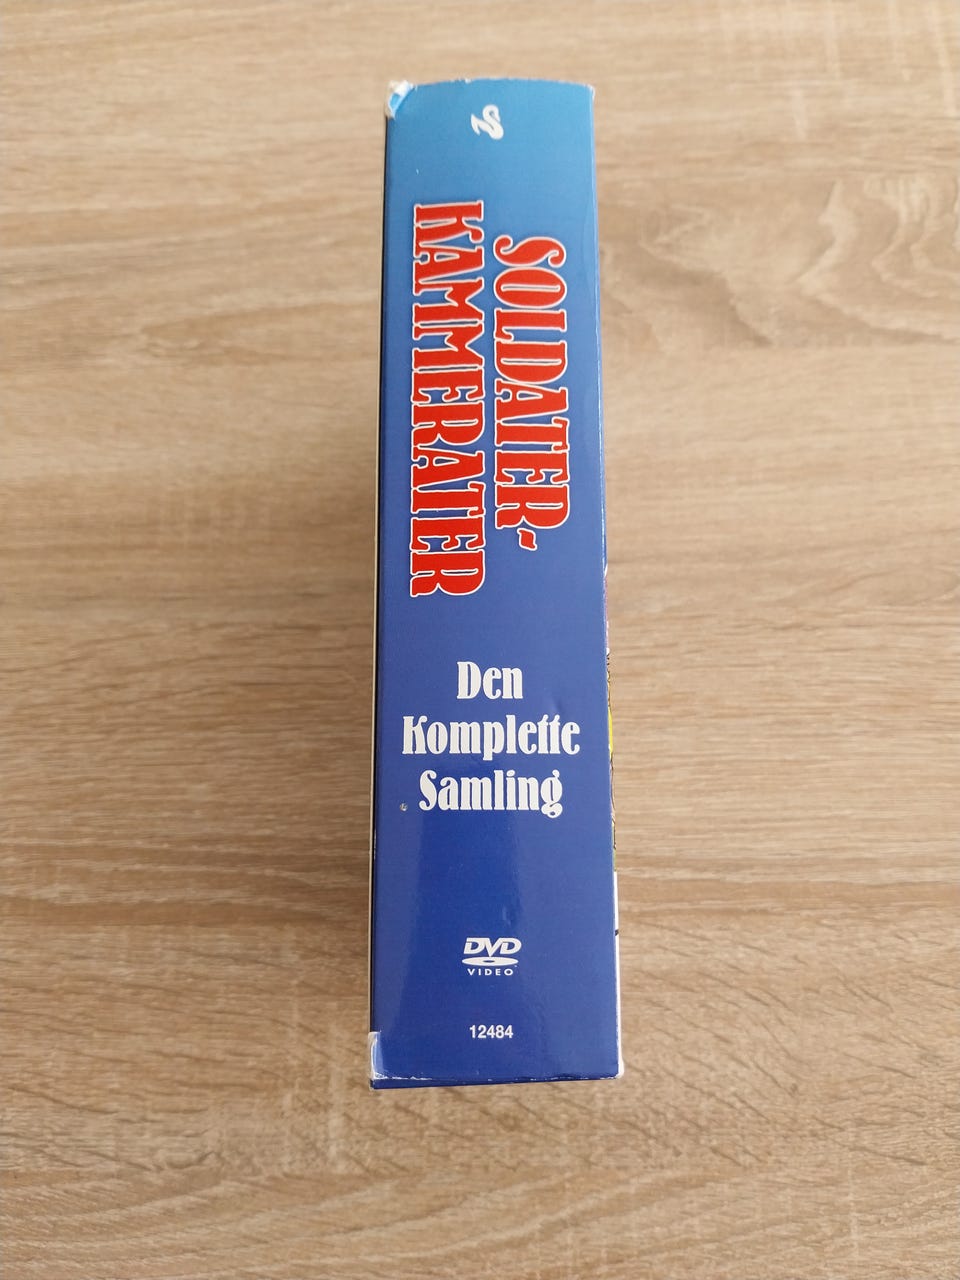 SOLDATER-
KAMMERATER
Den
Komplette
Samling
DVD
VIDEO
12484